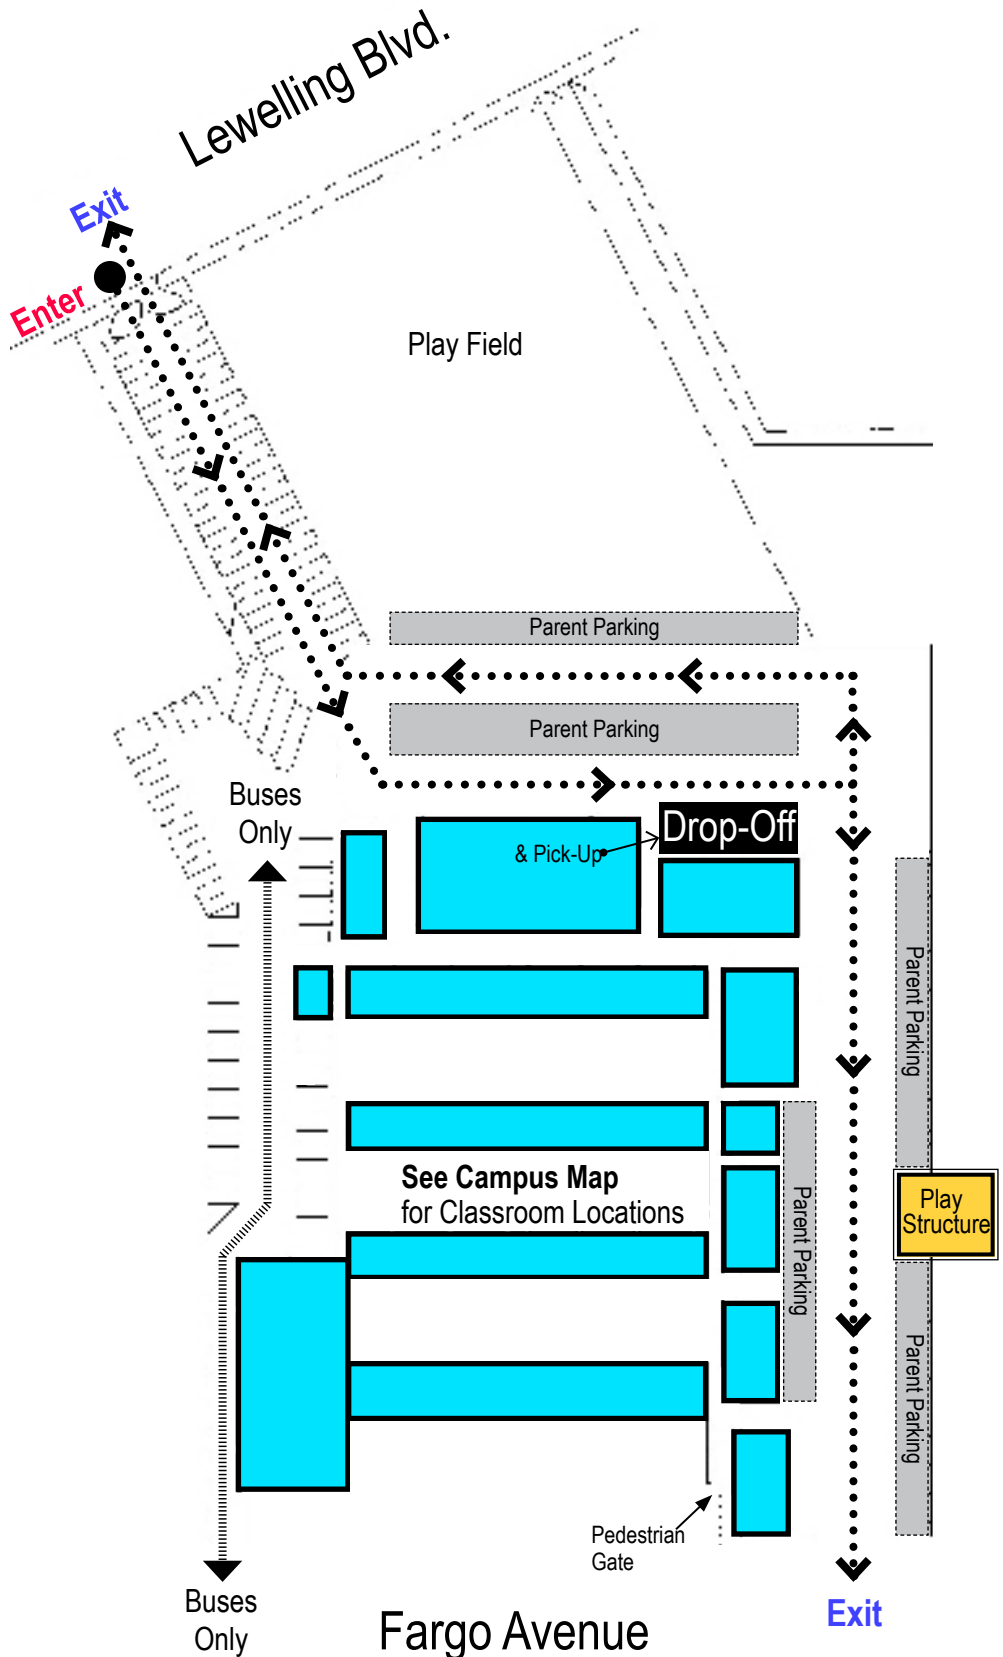 Lewelling Blvd.
Exit
Enter
Play Field
Parent Parking
Parent Parking
Buses
Only
Drop-Off
& Pick-Up
Parent Parking
See Campus Map
for Classroom Locations
Parent Parking
Play
Structure
Parent Parking
Pedestrian
Gate
Buses
Only
Exit
Fargo Avenue